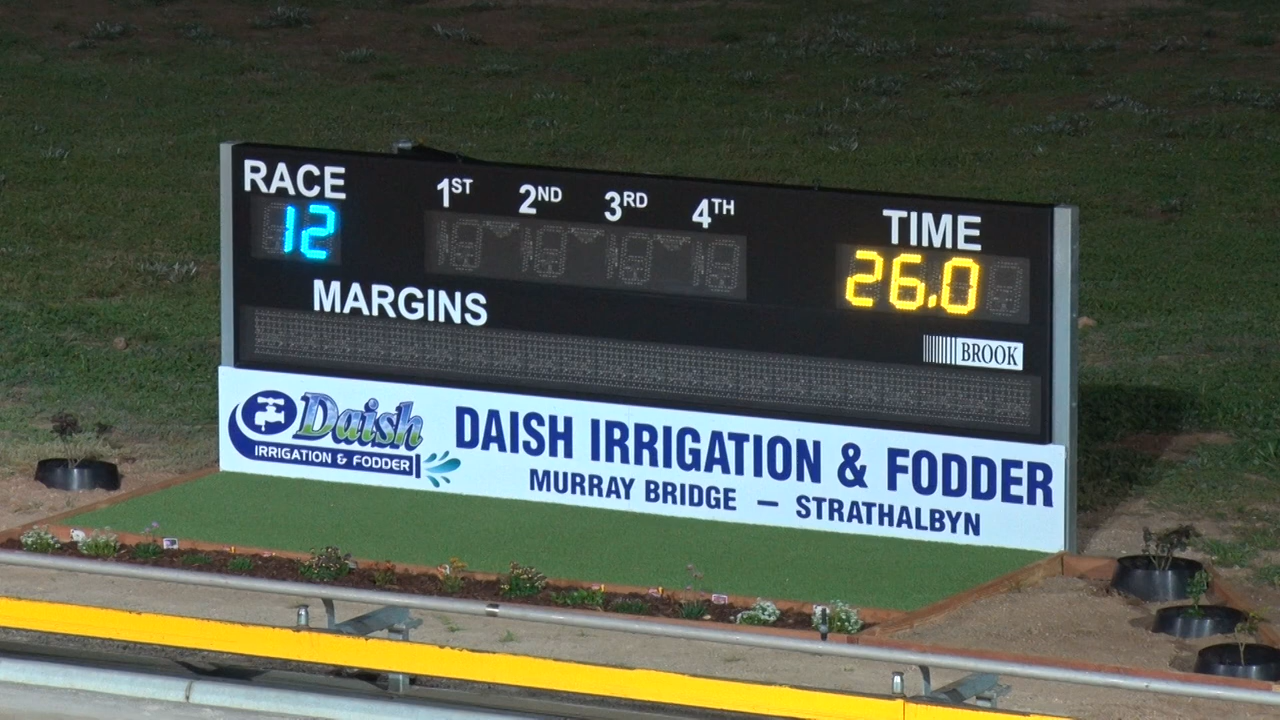 RACE 1ST 2ND 3RD 4TH TIME
12 26.0
MARGINS
BROOK
Daish
IRRIGATION & FODDER
DAISH IRRIGATION & FODDER
MURRAY BRIDGE – STRATHALBYN